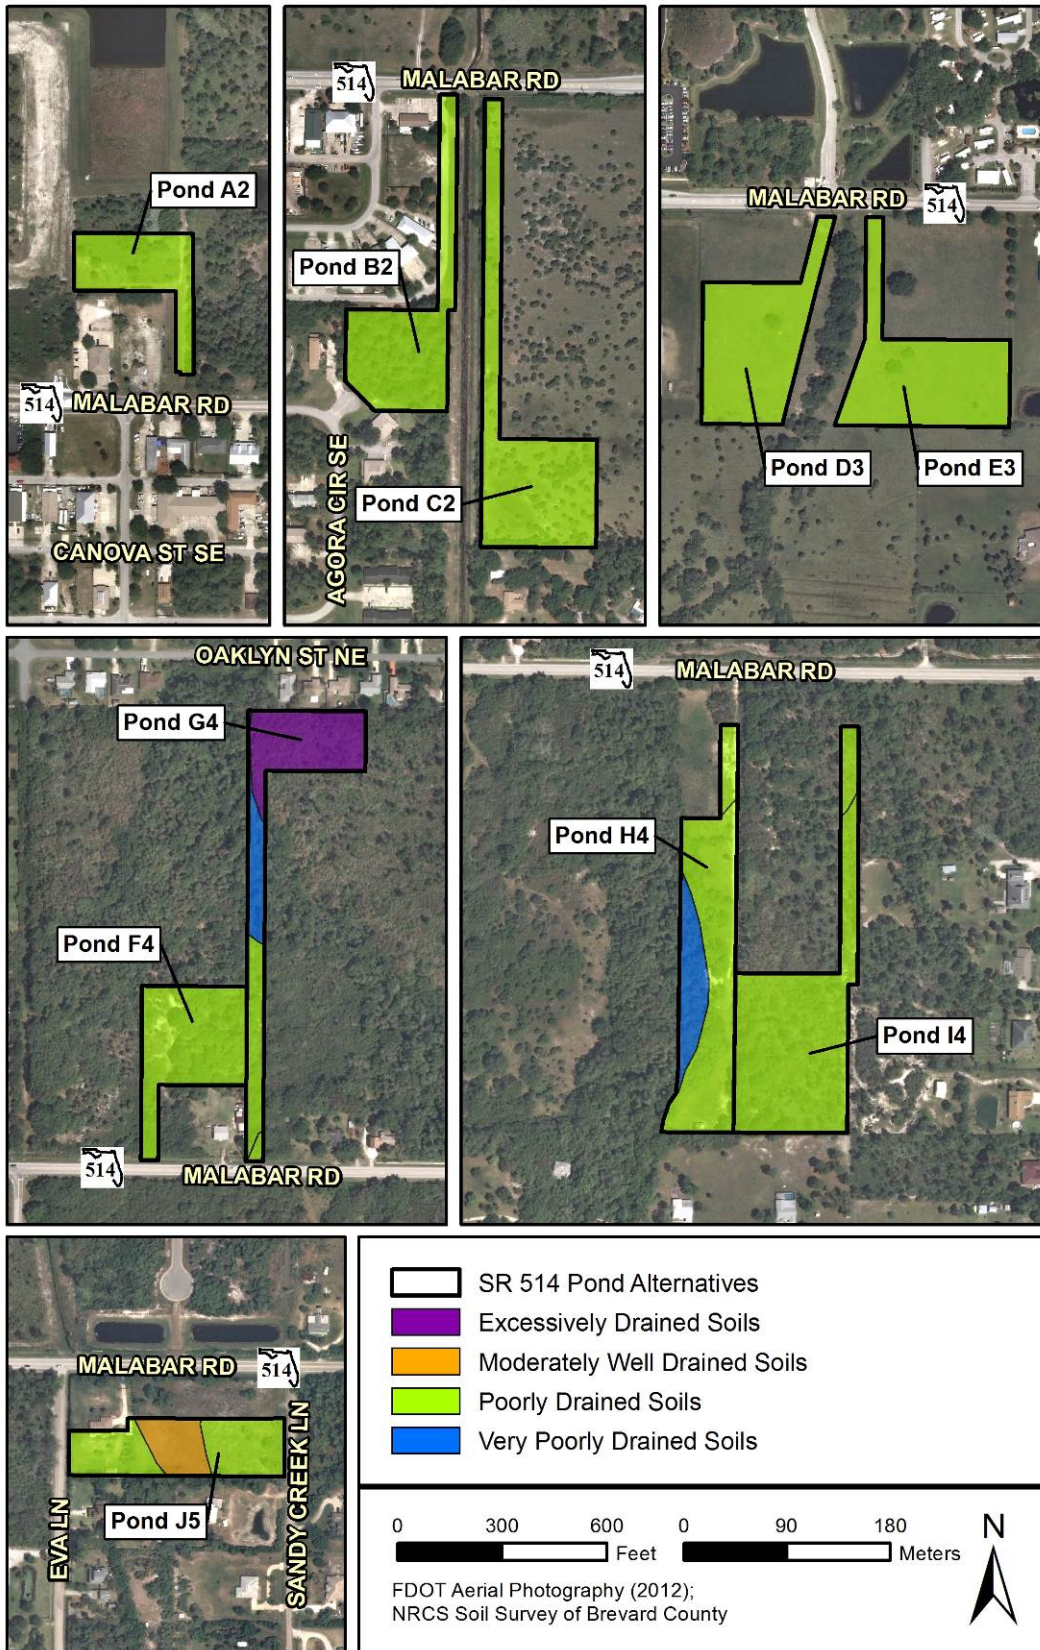 Pond A2
514
MALABAR RD
CANOVA ST SE
514
MALABAR RD
Pond B2
AGORA CIR SE
Pond C2
MALABAR RD
514
Pond D3
Pond E3
OAKLYN ST NE
Pond G4
Pond F4
514
MALABAR RD
514
MALABAR RD
Pond H4
Pond I4
MALABAR RD
514
EVA LN
Pond J5
SANDY CREEK LN
SR 514 Pond Alternatives
Excessively Drained Soils
Moderately Well Drained Soils
Poorly Drained Soils
Very Poorly Drained Soils
0 300 600
Feet
0 90 180
Meters
N
FDOT Aerial Photography (2012);
NRCS Soil Survey of Brevard County